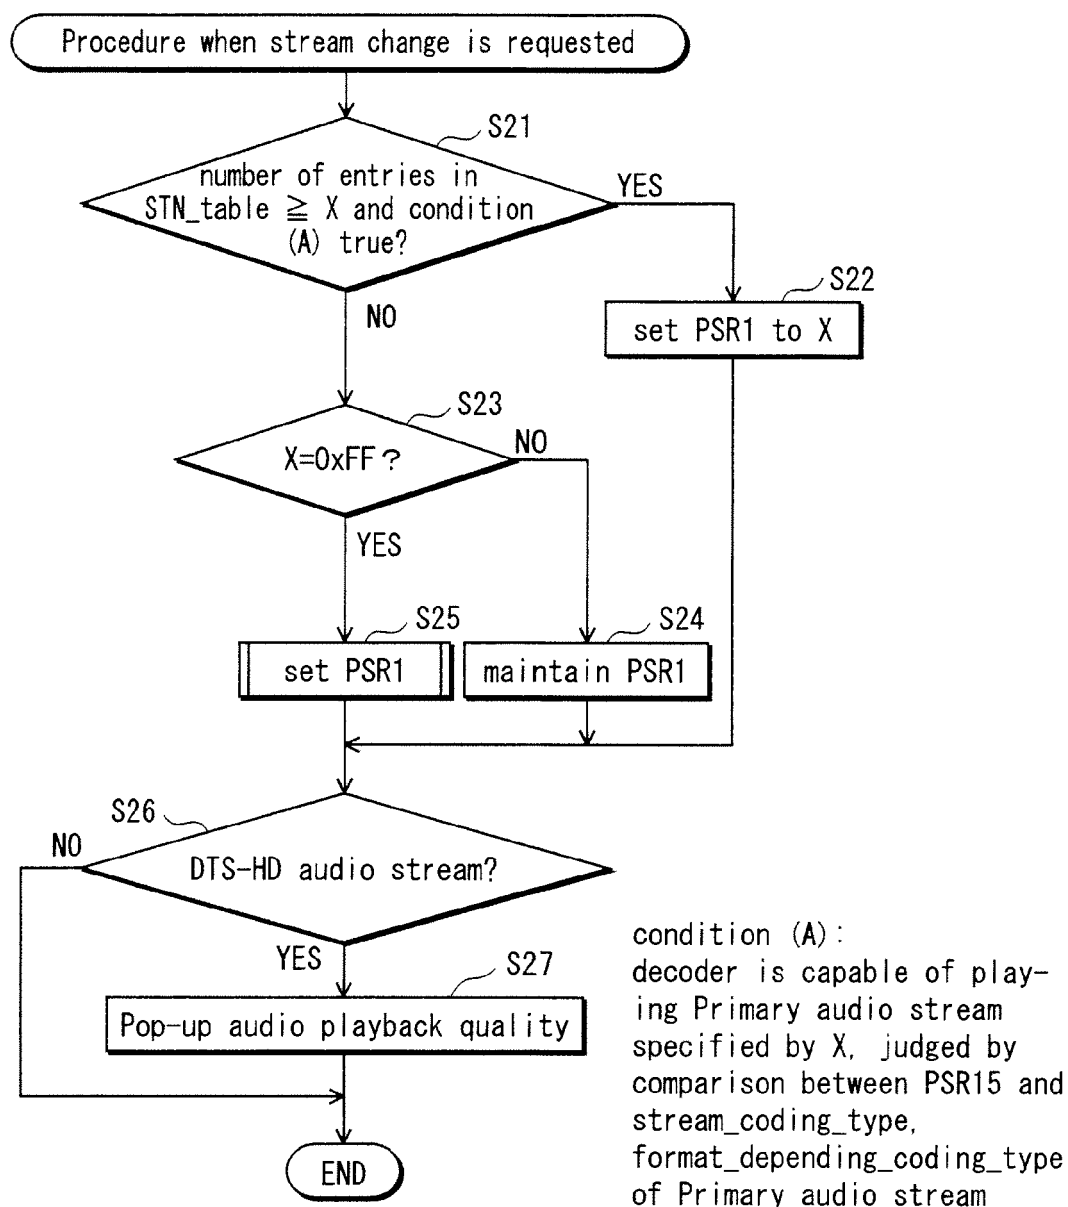 Procedure when stream change is requested
S21
number of entries in
STN_table ≧ X and condition
(A) true?
YES
NO
S22
set PSR1 to X
S23
X=0xFF?
NO
YES
S25
set PSR1
S24
maintain PSR1
S26
NO
DTS-HD audio stream?
YES
S27
Pop-up audio playback quality
END
condition (A):
decoder is capable of play-
ing Primary audio stream
specified by X, judged by
comparison between PSR15 and
stream_coding_type,
format_depending_coding_type
of Primary audio stream